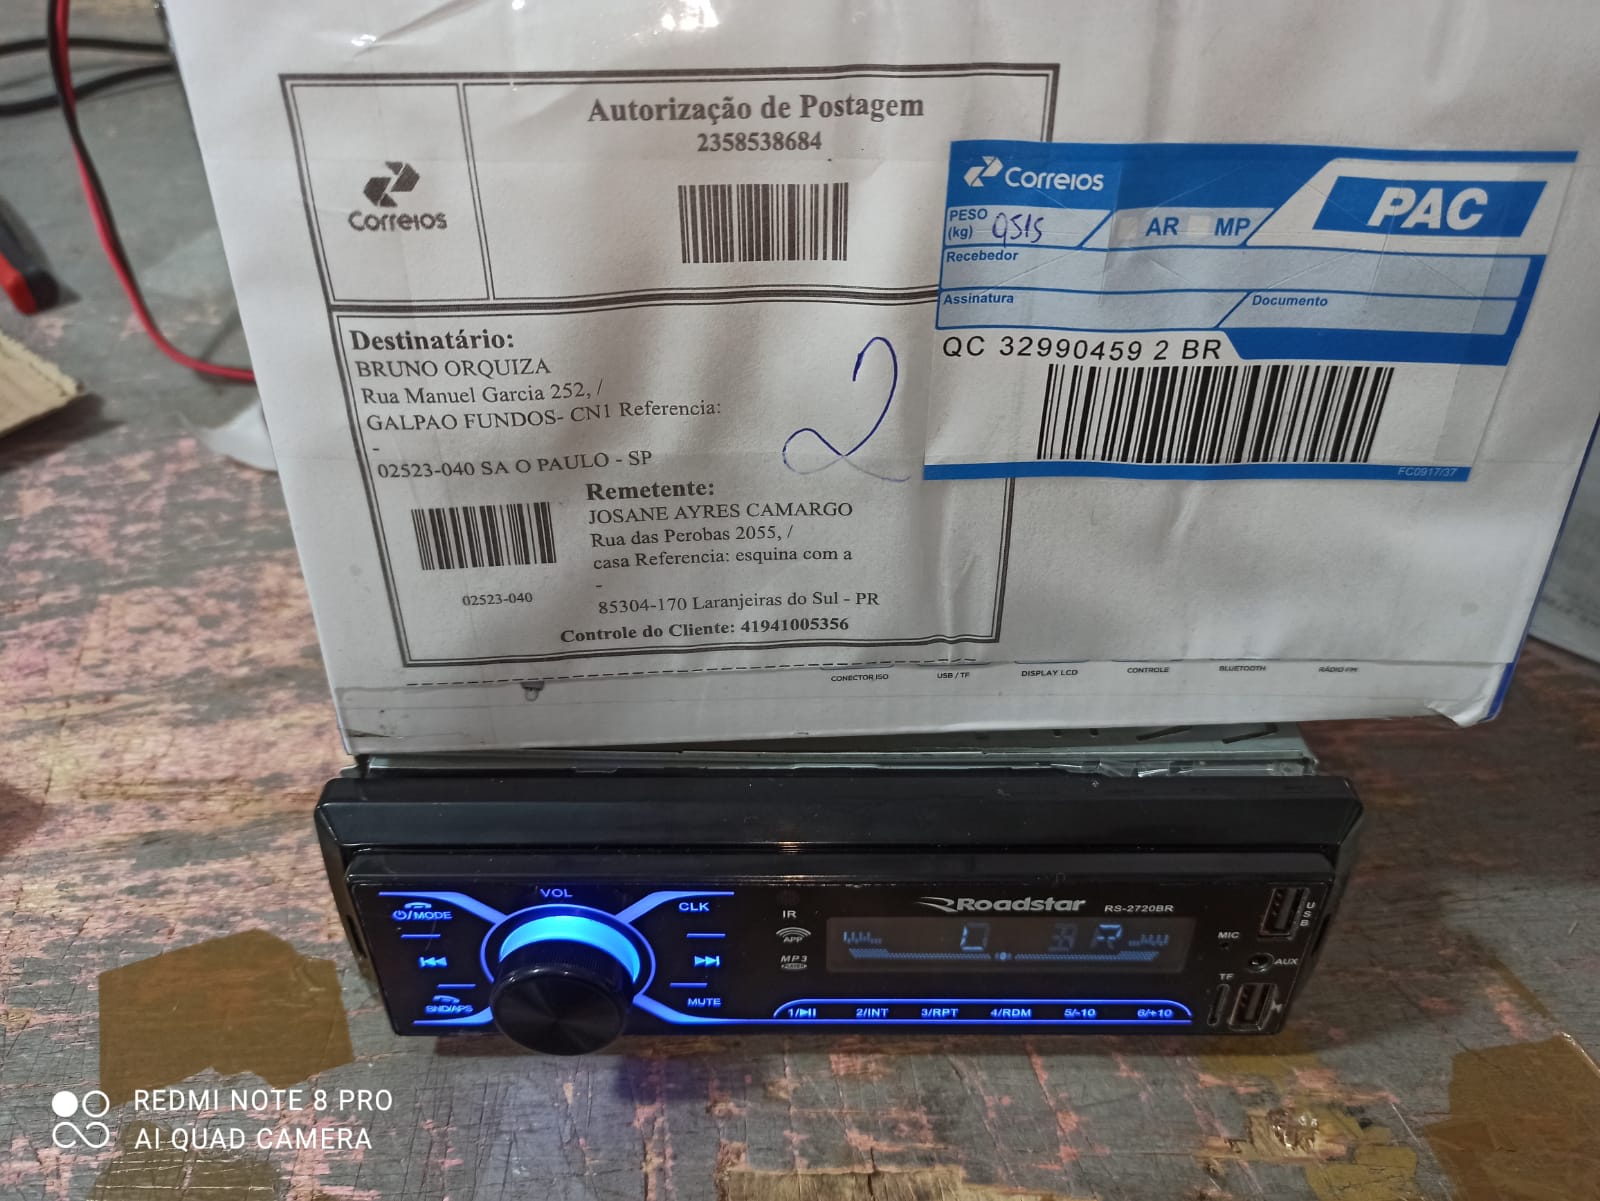 Autorização de Postagem
2358538684
Correios
Correios
PAC
PESO
(kg)
AR
MP
Recebedor
Assinatura
Documento
QC 32990459 2 BR
FC0917/37
2
Destinatário:
BRUNO ORQUIZA
Rua Manuel Garcia 252, /
GALPAO FUNDOS- CN1 Referencia:
-
02523-040 SA O PAULO - SP
02523-040
Remetente:
JOSANE AYRES CAMARGO
Rua das Perobas 2055, /
casa Referencia: esquina com a
-
85304-170 Laranjeiras do Sul - PR
Controle do Cliente: 41941005356
CONECTOR ISO
USB / TF
DISPLAY LCD
CONTROLE
BLUETOOTH
RÁDIO FM
VOL
/MODE
CLK
BND/APS
MUTE
IR
APP
MP3
PLAYER
Roadstar
RS-2720BR
USB
MIC
AUX
TF
1/
2/INT
3/RPT
4/RDM
5/-10
6/+10
REDMI NOTE 8 PRO
AI QUAD CAMERA